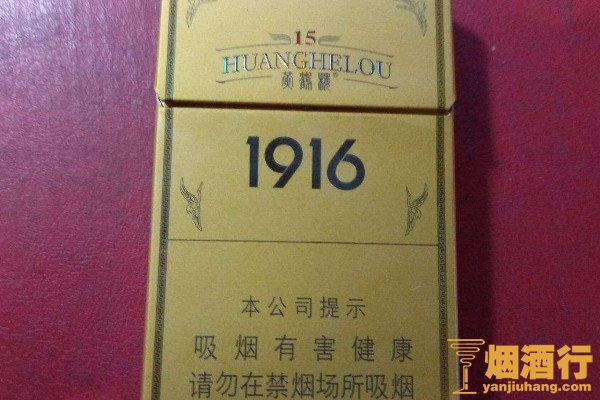 15
HUANGHELOU
黄鹤楼®
1916
本公司提示
吸烟有害健康
请勿在禁烟场所吸烟
烟酒行
yanjiuhang.com